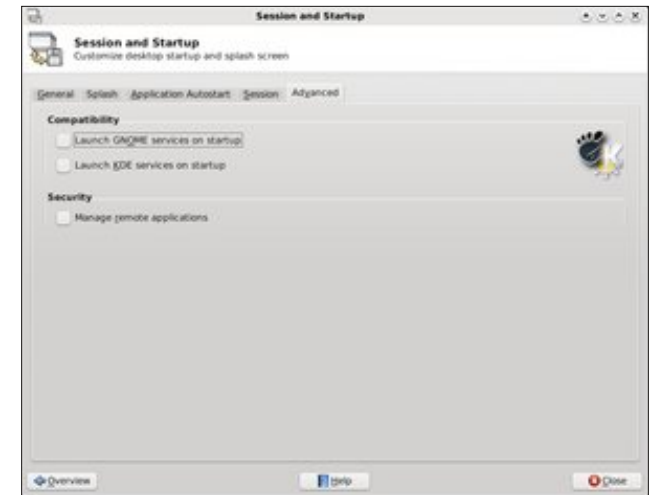 Session and Startup
Session and Startup
Customize desktop startup and splash screen
General Splash Application Autostart Session Advanced
Compatibility
Launch GNOME services on startup
Launch KDE services on startup
Security
Manage remote applications
Overview Help Close